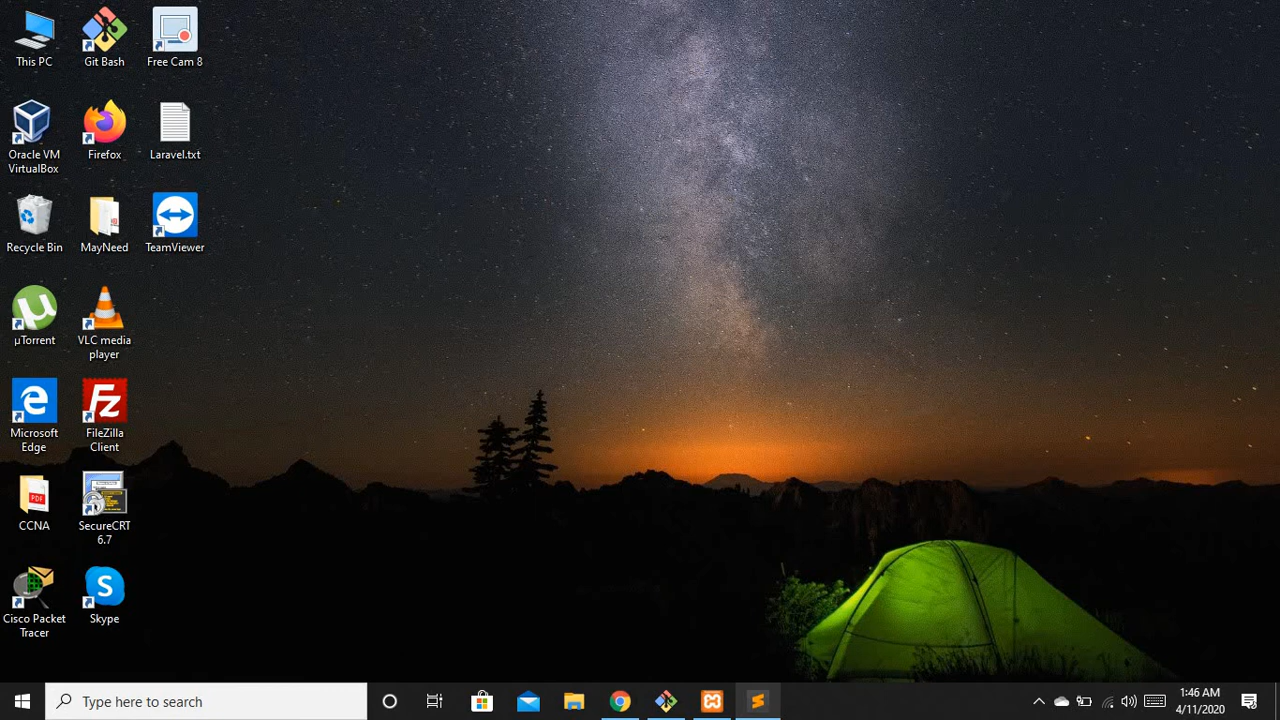 This PC
Git Bash
Free Cam 8
Oracle VM
VirtualBox
Firefox
Laravel.txt
Recycle Bin
MayNeed
TeamViewer
µTorrent
VLC media
player
Microsoft
Edge
FileZilla
Client
CCNA
SecureCRT
6.7
Cisco Packet
Tracer
Skype
Type here to search
:46 AM
4/11/2020